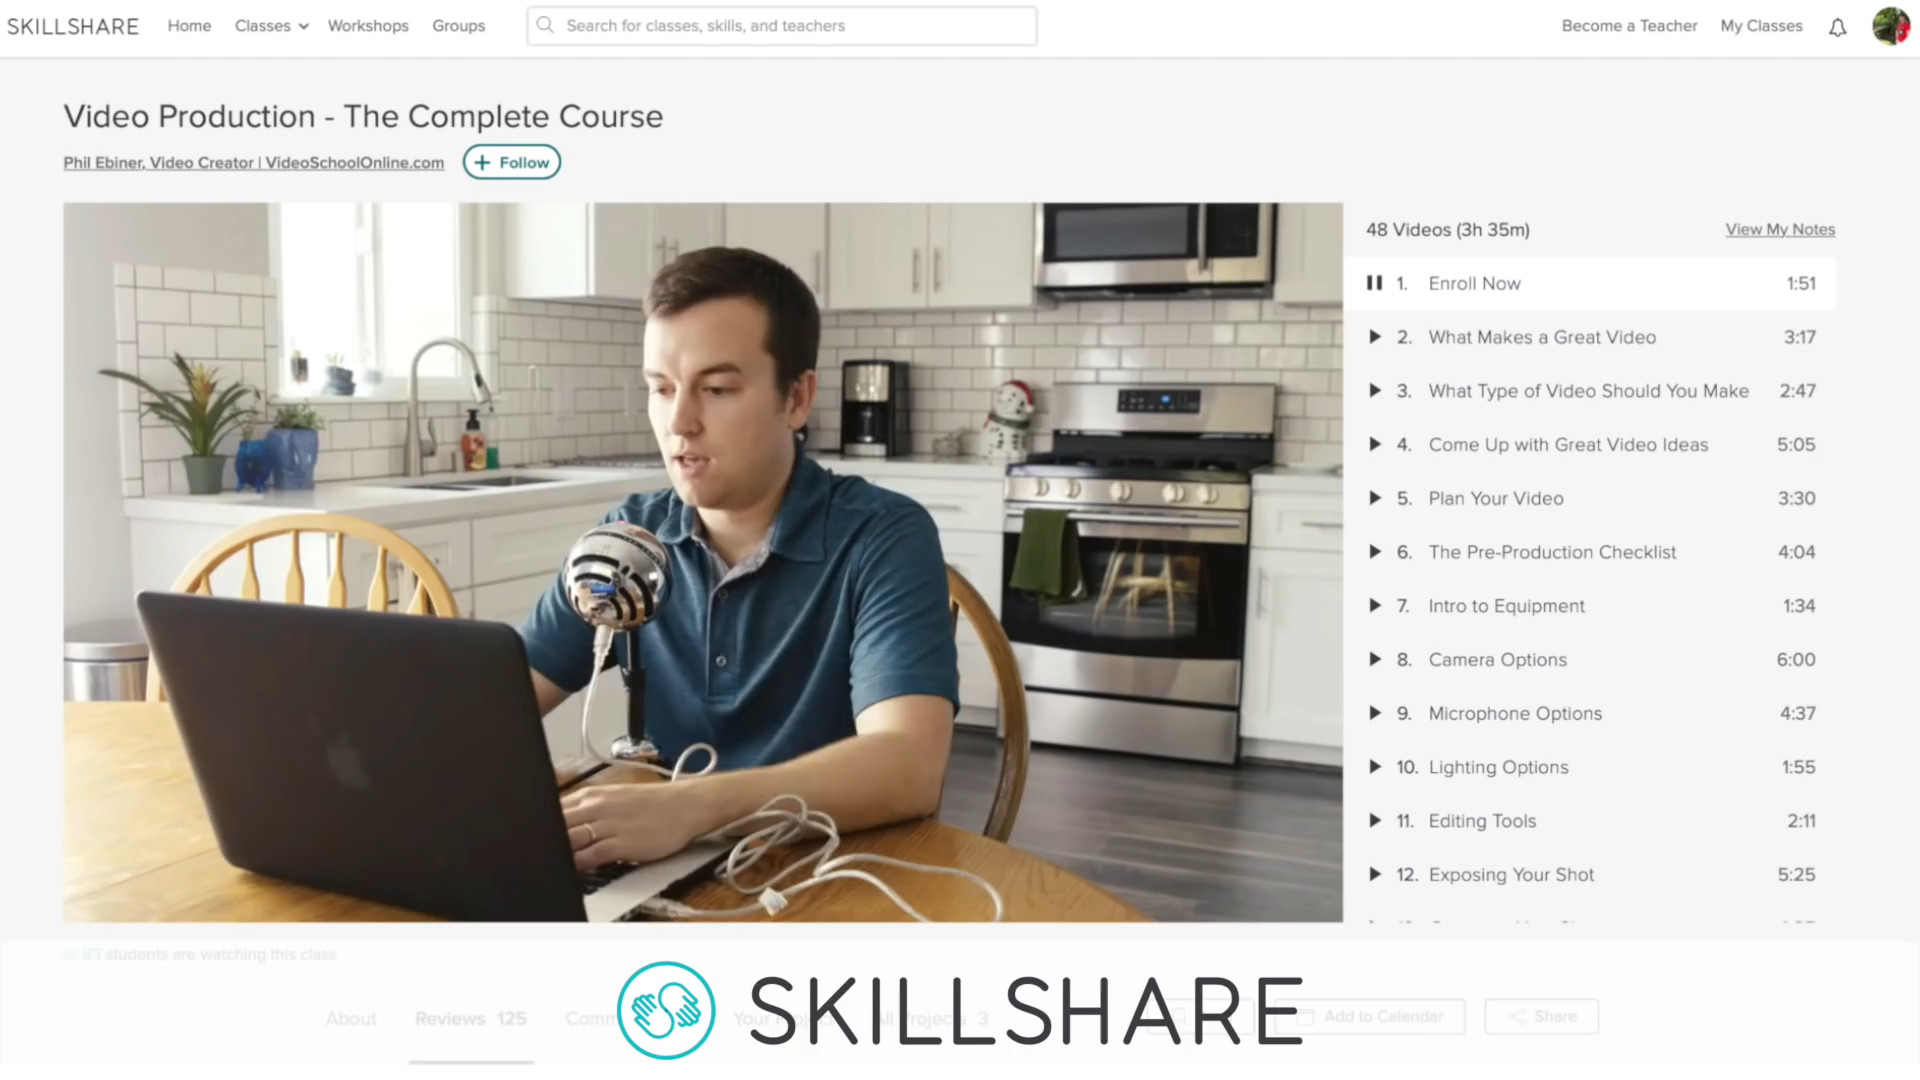 SKILLSHARE Home Classes Workshops Groups Search for classes, skills, and teachers Become a Teacher My Classes
Video Production - The Complete Course
Phil Ebiner, Video Creator | VideoSchoolOnline.com + Follow
48 Videos (3h 35m) View My Notes
1. Enroll Now 1:51
2. What Makes a Great Video 3:17
3. What Type of Video Should You Make 2:47
4. Come Up with Great Video Ideas 5:05
5. Plan Your Video 3:30
6. The Pre-Production Checklist 4:04
7. Intro to Equipment 1:34
8. Camera Options 6:00
9. Microphone Options 4:37
10. Lighting Options 1:55
11. Editing Tools 2:11
12. Exposing Your Shot 5:25
93 students are watching this class
About Reviews 125 Your Projects 3 Add to Calendar Share
SKILLSHARE